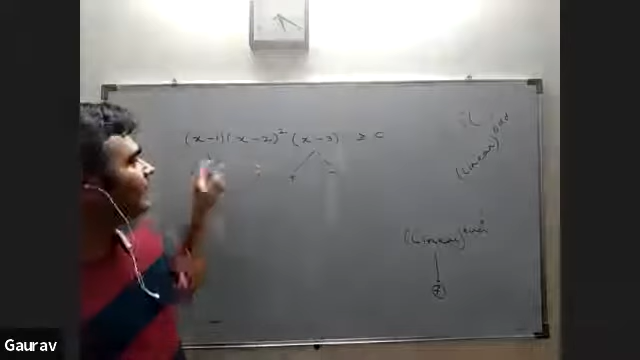 (x-1)(x-2)² (x-3) ≥ 0
(Linear)odd
+ + -
(Linear)even
+
Gaurav